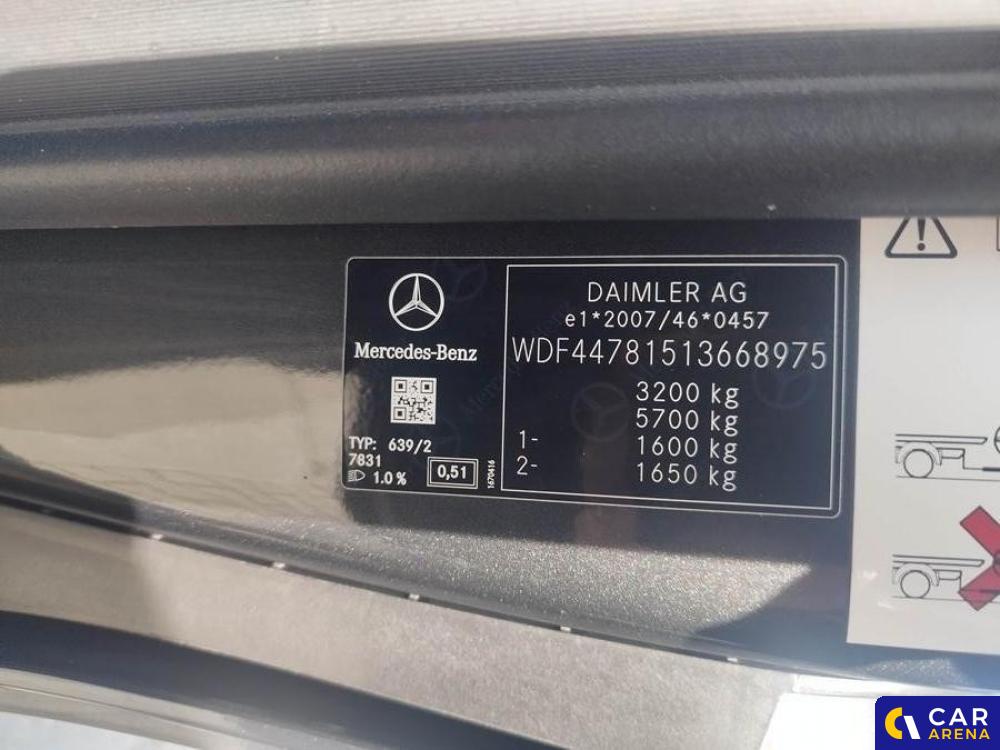 Mercedes-Benz
TYP: 639/2
7831
1.0 %
0,51
1670416
DAIMLER AG
e1*2007/46*0457
WDF44781513668975
3200 kg
5700 kg
1- 1600 kg
2- 1650 kg
CAR
ARENA